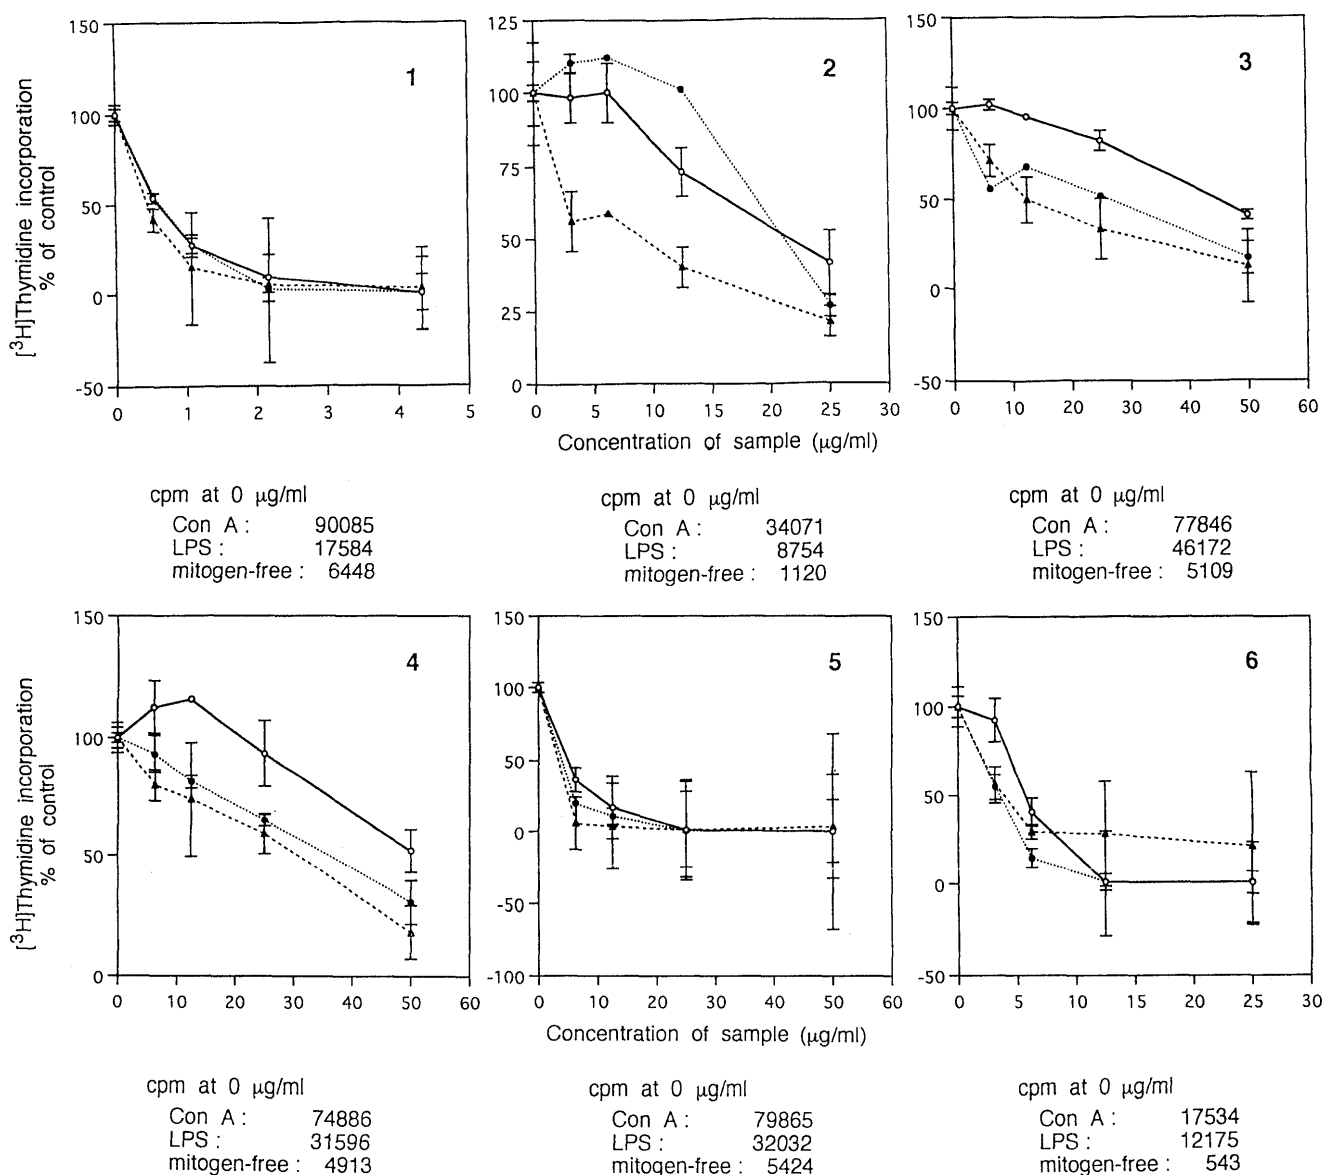 [³H]Thymidine incorporation
% of control
150
100
50
0
-50
1
0 1 2 3 4 5
125
100
75
50
25
0
2
0 5 10 15 20 25 30
150
100
50
0
-50
3
0 10 20 30 40 50 60
Concentration of sample (μg/ml)
cpm at 0 μg/ml
Con A : 90085
LPS : 17584
mitogen-free : 6448
cpm at 0 μg/ml
Con A : 34071
LPS : 8754
mitogen-free : 1120
cpm at 0 μg/ml
Con A : 77846
LPS : 46172
mitogen-free : 5109
[³H]Thymidine incorporation
% of control
150
100
50
0
4
0 10 20 30 40 50 60
150
100
50
0
-50
-100
5
0 10 20 30 40 50 60
150
100
50
0
-50
6
0 5 10 15 20 25 30
Concentration of sample (μg/ml)
cpm at 0 μg/ml
Con A : 74886
LPS : 31596
mitogen-free : 4913
cpm at 0 μg/ml
Con A : 79865
LPS : 32032
mitogen-free : 5424
cpm at 0 μg/ml
Con A : 17534
LPS : 12175
mitogen-free : 543